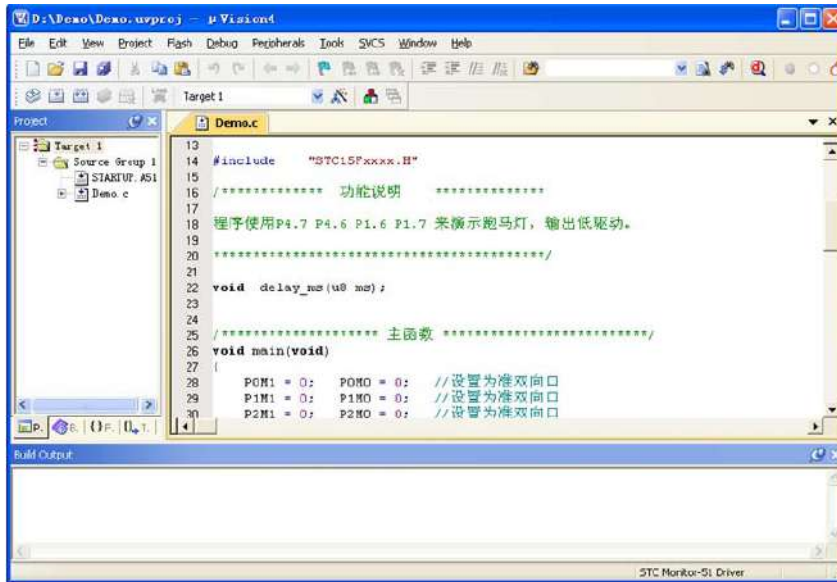 D:\Demo\Demo.uvproj - µVision4
File Edit View Project Flash Debug Peripherals Tools SVCS Window Help
Target 1
Project
Demo.c
Target 1
Source Group 1
STARTUP.A51
Demo.c
13
14 #include "STC15Fxxxx.H"
15
16 /************* 功能说明 **************
17
18 程序使用P4.7 P4.6 P1.6 P1.7 来演示跑马灯，输出低驱动。
19
20 ******************************************/
21
22 void delay_ms(u8 ms);
23
24
25 /******************** 主函数 **************************/
26 void main(void)
27 {
28 P0M1 = 0; P0M0 = 0; //设置为准双向口
29 P1M1 = 0; P1M0 = 0; //设置为准双向口
30 P2M1 = 0; P2M0 = 0; //设置为准双向口
P. B. {}F. 0. T.
Build Output
STC Monitor-51 Driver